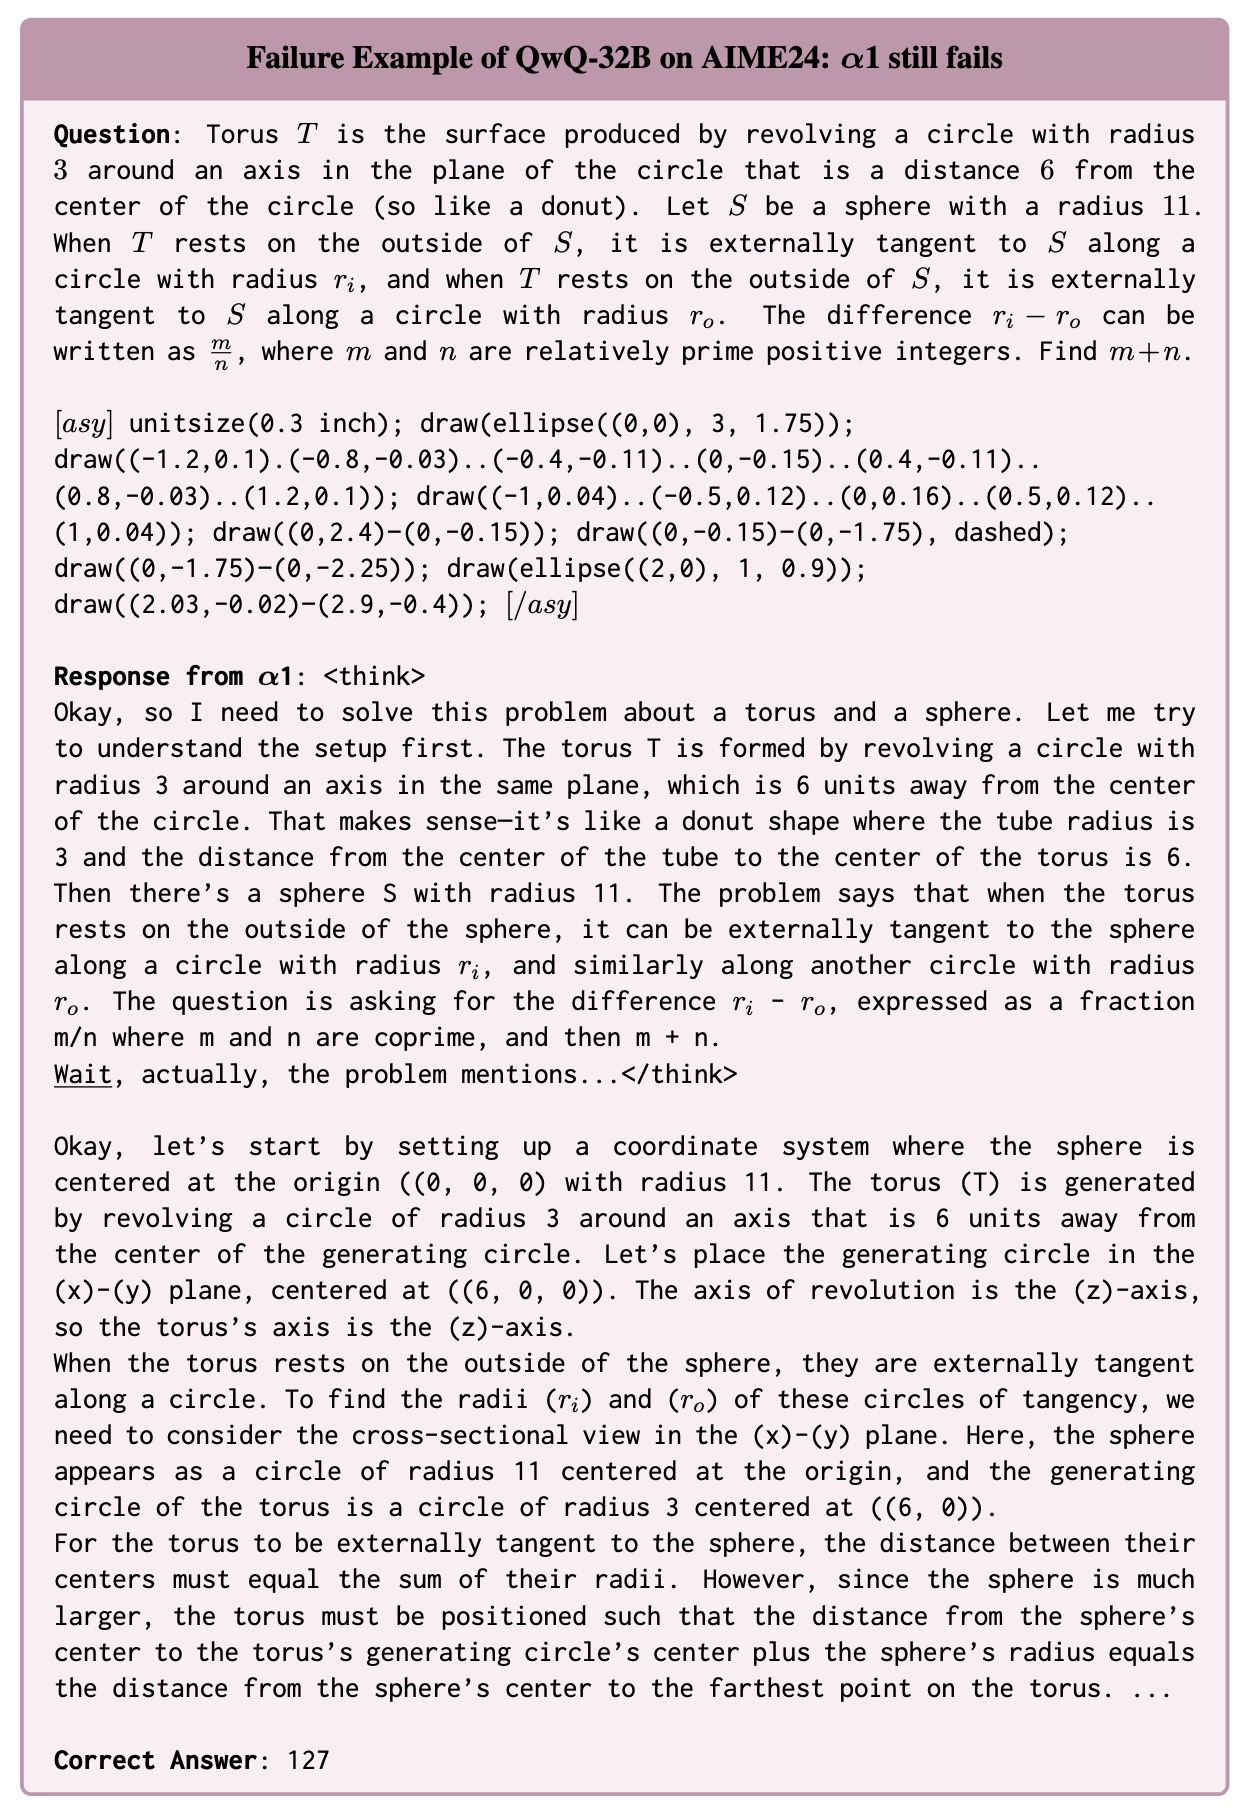 Failure Example of QwQ-32B on AIME24: α1 still fails
Question: Torus T is the surface produced by revolving a circle with radius
3 around an axis in the plane of the circle that is a distance 6 from the
center of the circle (so like a donut). Let S be a sphere with a radius 11.
When T rests on the outside of S, it is externally tangent to S along a
circle with radius r_i, and when T rests on the outside of S, it is externally
tangent to S along a circle with radius r_o. The difference r_i − r_o can be
written as m/n, where m and n are relatively prime positive integers. Find m+n.
[asy] unitsize(0.3 inch); draw(ellipse((0,0), 3, 1.75));
draw((-1.2,0.1).(-0.8,-0.03)..(-0.4,-0.11)..(0,-0.15)..(0.4,-0.11)..
(0.8,-0.03)..(1.2,0.1)); draw((-1,0.04)..(-0.5,0.12)..(0,0.16)..(0.5,0.12)..
(1,0.04)); draw((0,2.4)–(0,-0.15)); draw((0,-0.15)–(0,-1.75), dashed);
draw((0,-1.75)–(0,-2.25)); draw(ellipse((2,0), 1, 0.9));
draw((2.03,-0.02)–(2.9,-0.4)); [/asy]
Response from α1: <think>
Okay, so I need to solve this problem about a torus and a sphere. Let me try
to understand the setup first. The torus T is formed by revolving a circle with
radius 3 around an axis in the same plane, which is 6 units away from the center
of the circle. That makes sense—it’s like a donut shape where the tube radius is
3 and the distance from the center of the tube to the center of the torus is 6.
Then there’s a sphere S with radius 11. The problem says that when the torus
rests on the outside of the sphere, it can be externally tangent to the sphere
along a circle with radius r_i, and similarly along another circle with radius
r_o. The question is asking for the difference r_i - r_o, expressed as a fraction
m/n where m and n are coprime, and then m + n.
Wait, actually, the problem mentions...</think>
Okay, let’s start by setting up a coordinate system where the sphere is
centered at the origin ((0, 0, 0) with radius 11. The torus (T) is generated
by revolving a circle of radius 3 around an axis that is 6 units away from
the center of the generating circle. Let’s place the generating circle in the
(x)-(y) plane, centered at ((6, 0, 0)). The axis of revolution is the (z)-axis,
so the torus’s axis is the (z)-axis.
When the torus rests on the outside of the sphere, they are externally tangent
along a circle. To find the radii (r_i) and (r_o) of these circles of tangency, we
need to consider the cross-sectional view in the (x)-(y) plane. Here, the sphere
appears as a circle of radius 11 centered at the origin, and the generating
circle of the torus is a circle of radius 3 centered at ((6, 0)).
For the torus to be externally tangent to the sphere, the distance between their
centers must equal the sum of their radii. However, since the sphere is much
larger, the torus must be positioned such that the distance from the sphere’s
center to the torus’s generating circle’s center plus the sphere’s radius equals
the distance from the sphere’s center to the farthest point on the torus. ...
Correct Answer: 127